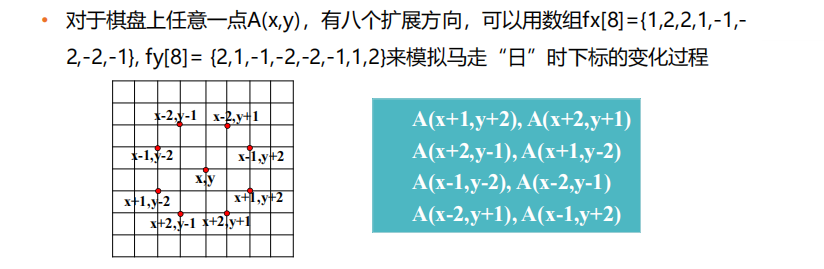 • 对于棋盘上任意一点A(x,y)，有八个扩展方向，可以用数组fx[8]={1,2,2,1,-1,-
2,-2,-1}, fy[8]= {2,1,-1,-2,-2,-1,1,2}来模拟马走“日”时下标的变化过程
x-2,y-1 x-2,y+1
x-1,y-2 x-1,y+2
x,y
x+1,y-2 x+1,y+2
x+2,y-1 x+2,y+1
A(x+1,y+2), A(x+2,y+1)
A(x+2,y-1), A(x+1,y-2)
A(x-1,y-2), A(x-2,y-1)
A(x-2,y+1), A(x-1,y+2)